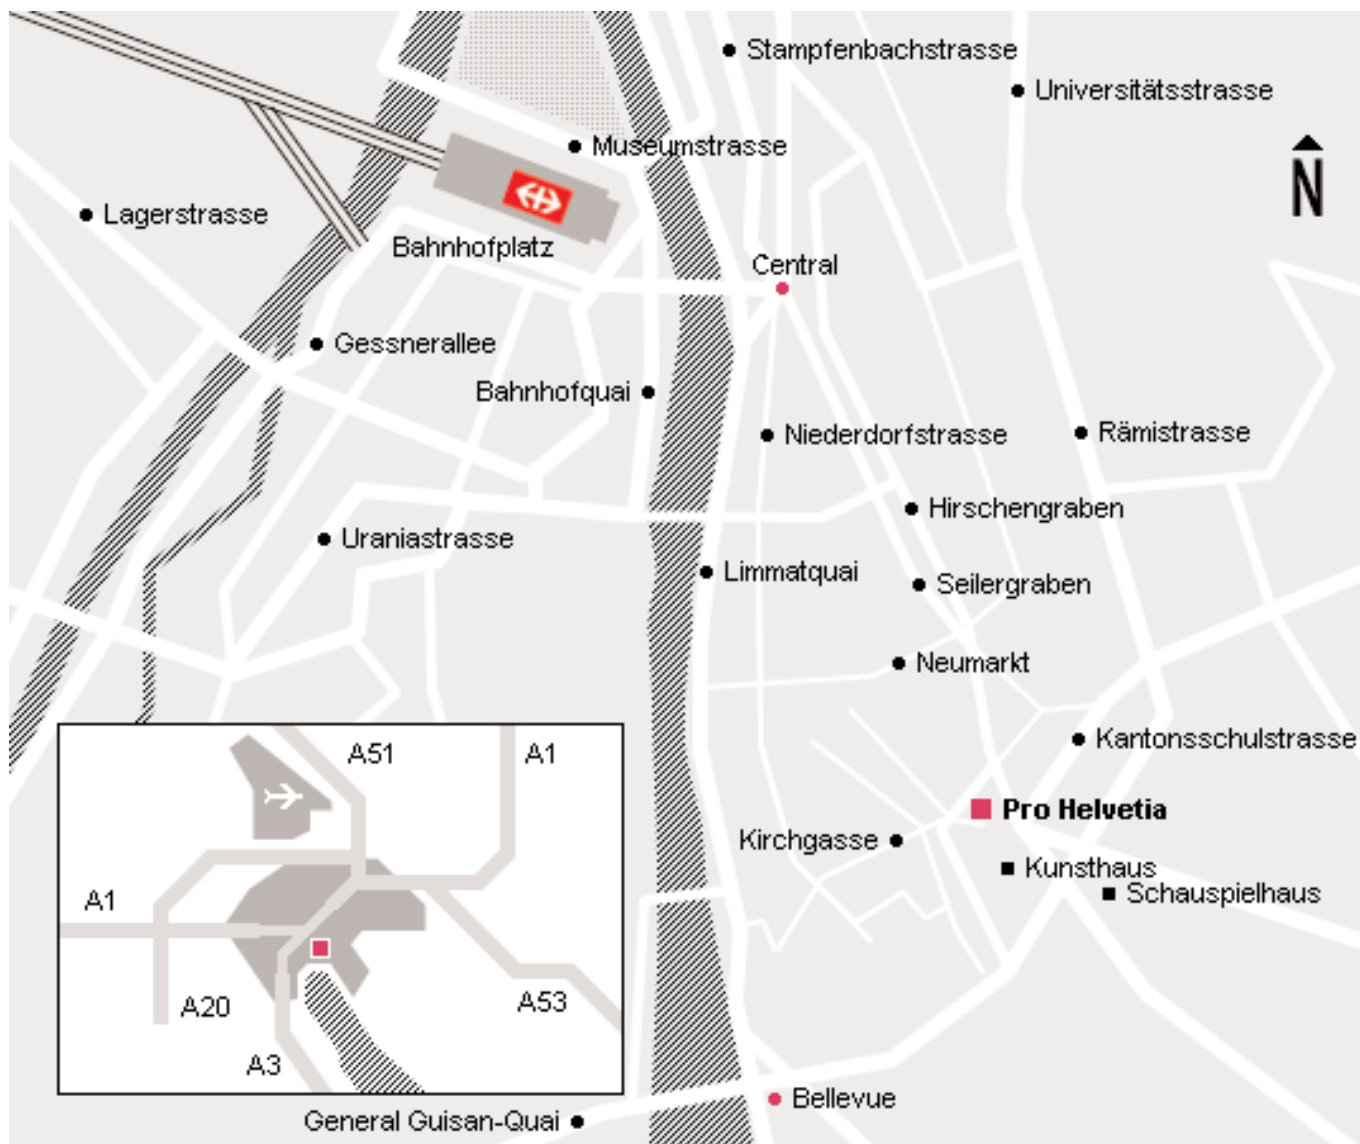 Stampfenbachstrasse
Universitätsstrasse
Museumstrasse
N
Lagerstrasse
Bahnhofplatz
Central
Gessnerallee
Bahnhofquai
Niederdorfstrasse
Rämistrasse
Hirschengraben
Uraniastrasse
Limmatquai
Seilergraben
Neumarkt
Kantonsschulstrasse
A51
A1
Pro Helvetia
Kirchgasse
Kunsthaus
Schauspielhaus
A1
A20
A53
A3
Bellevue
General Guisan-Quai